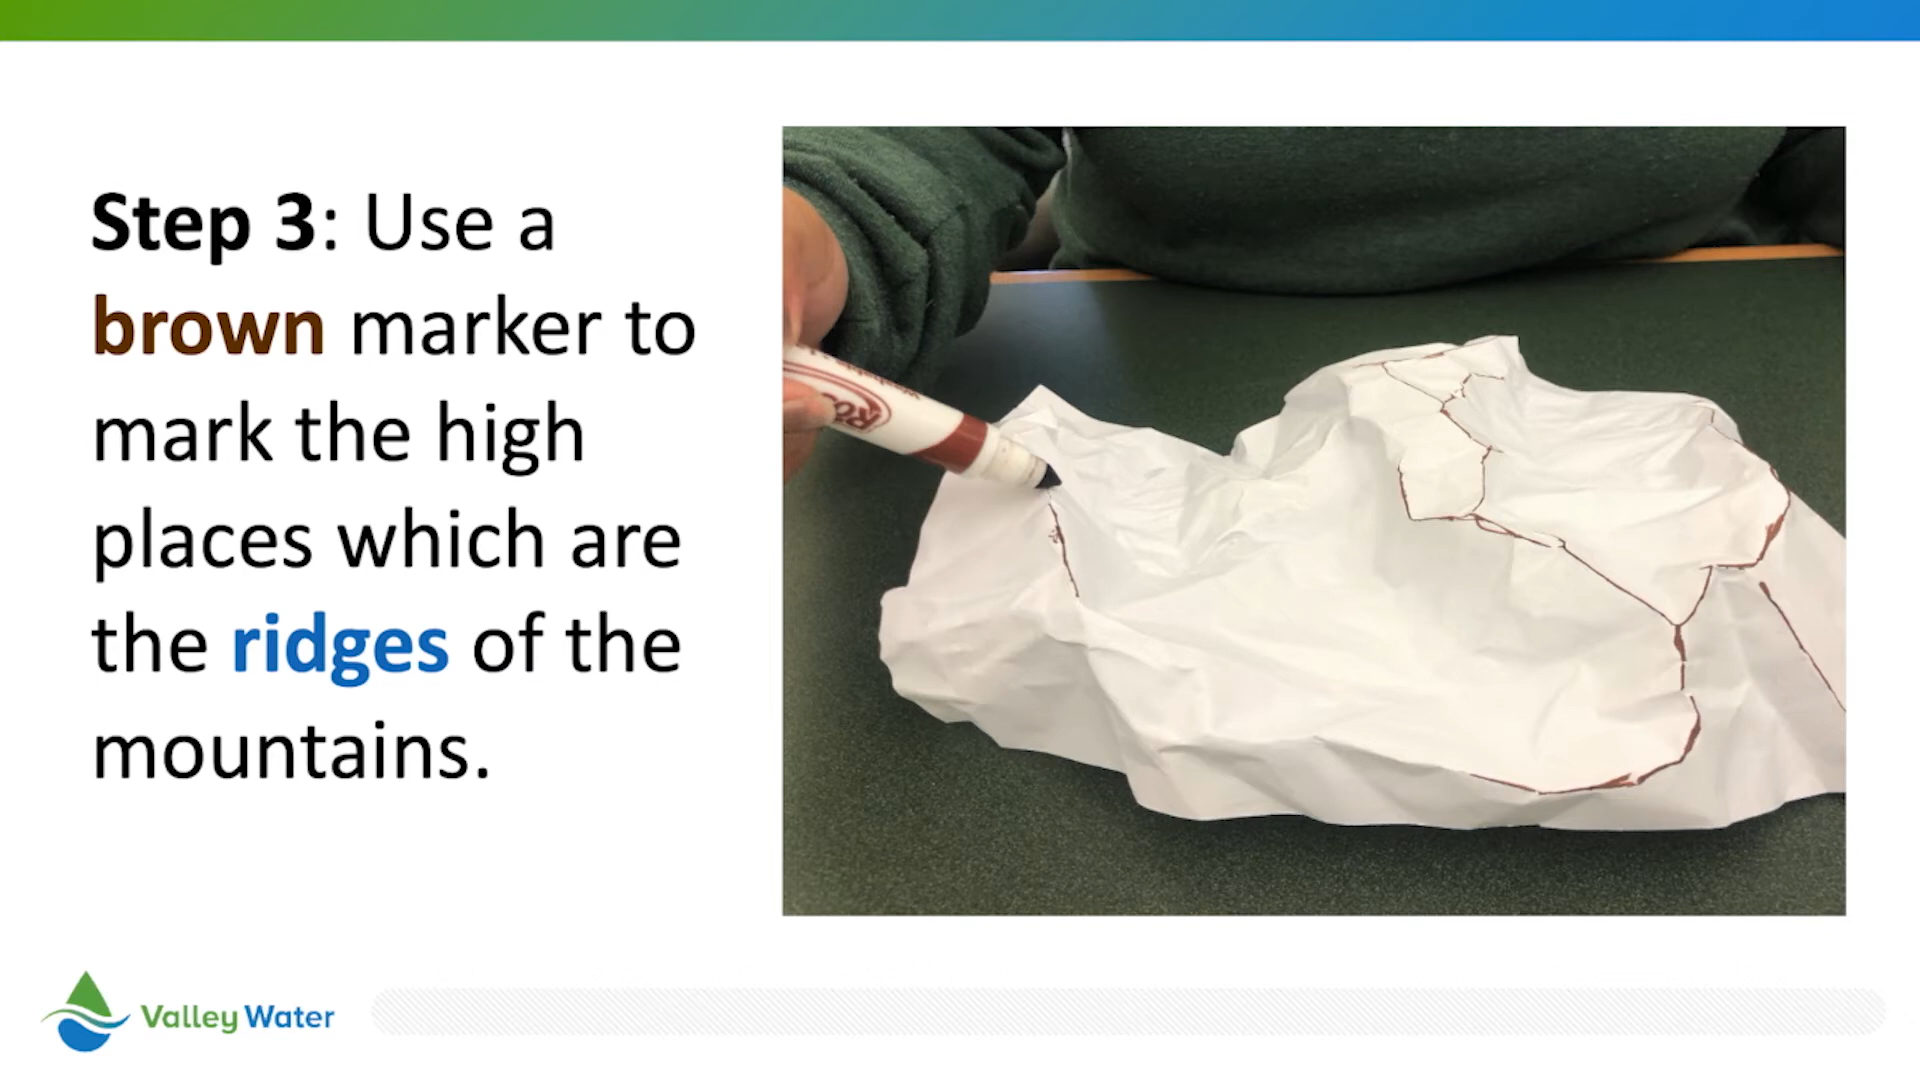 Step 3: Use a
brown marker to
mark the high
places which are
the ridges of the
mountains.
Valley Water